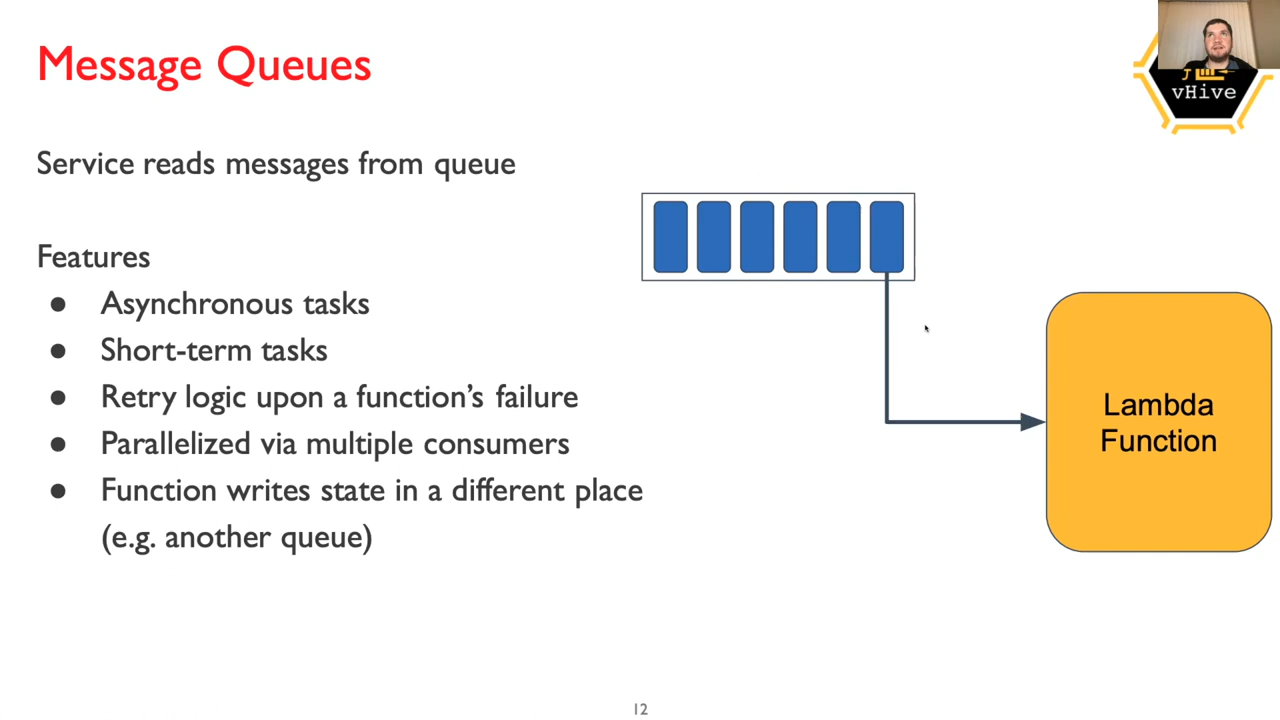 Message Queues
vHive
Service reads messages from queue
Features
● Asynchronous tasks
● Short-term tasks
● Retry logic upon a function’s failure
● Parallelized via multiple consumers
● Function writes state in a different place
(e.g. another queue)
Lambda
Function
12